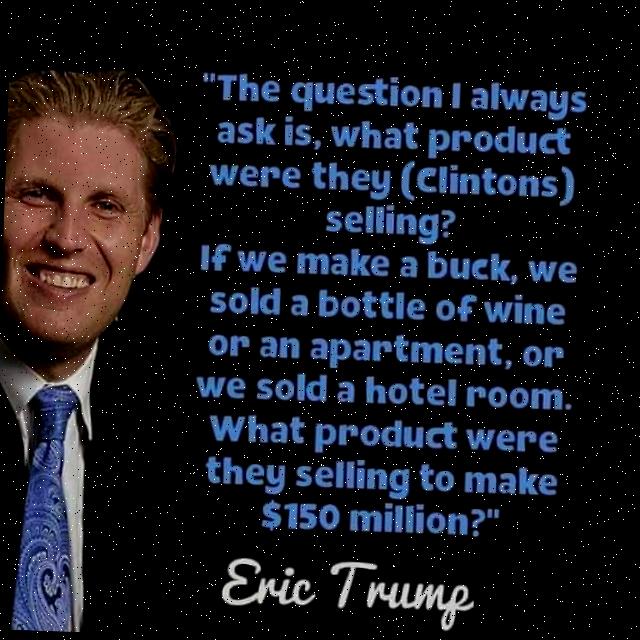 "The question I always
ask is, what product
were they (Clintons)
selling?
If we make a buck, we
sold a bottle of wine
or an apartment, or
we sold a hotel room.
What product were
they selling to make
$150 million?"
Eric Trump